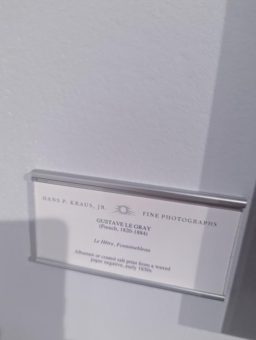 HANS P. KRAUS, JR. FINE PHOTOGRAPHS
GUSTAVE LE GRAY
(French, 1820-1884)
Le Hêtre, Fontainebleau
Albumen or coated salt print from a waxed
paper negative, early 1850s